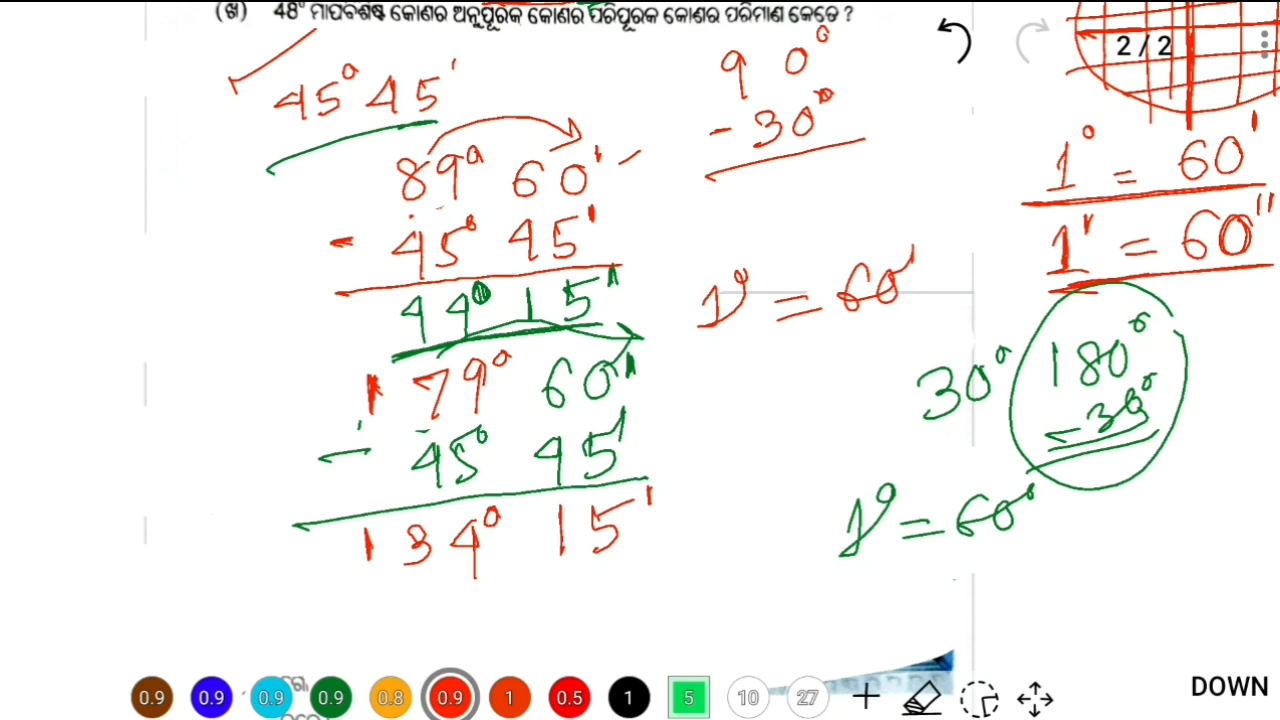 (ଖ) 48° ମାପବିଶିଷ୍ଟ କୋଣର ଅନୁପୂରକ କୋଣର ପରିପୂରକ କୋଣର ପରିମାଣ କେତେ ?
2 / 2
45° 45'
90°
- 30°
89° 60'
- 45° 45'
44° 15'
179° 60'
- 45° 45'
134° 15'
1° = 60'
1° = 60'
1' = 60''
30°
180°
- 30°
1° = 60'
0.9 0.9 0.9 0.9 0.8 0.9 1 0.5 1 5 10 27
DOWN